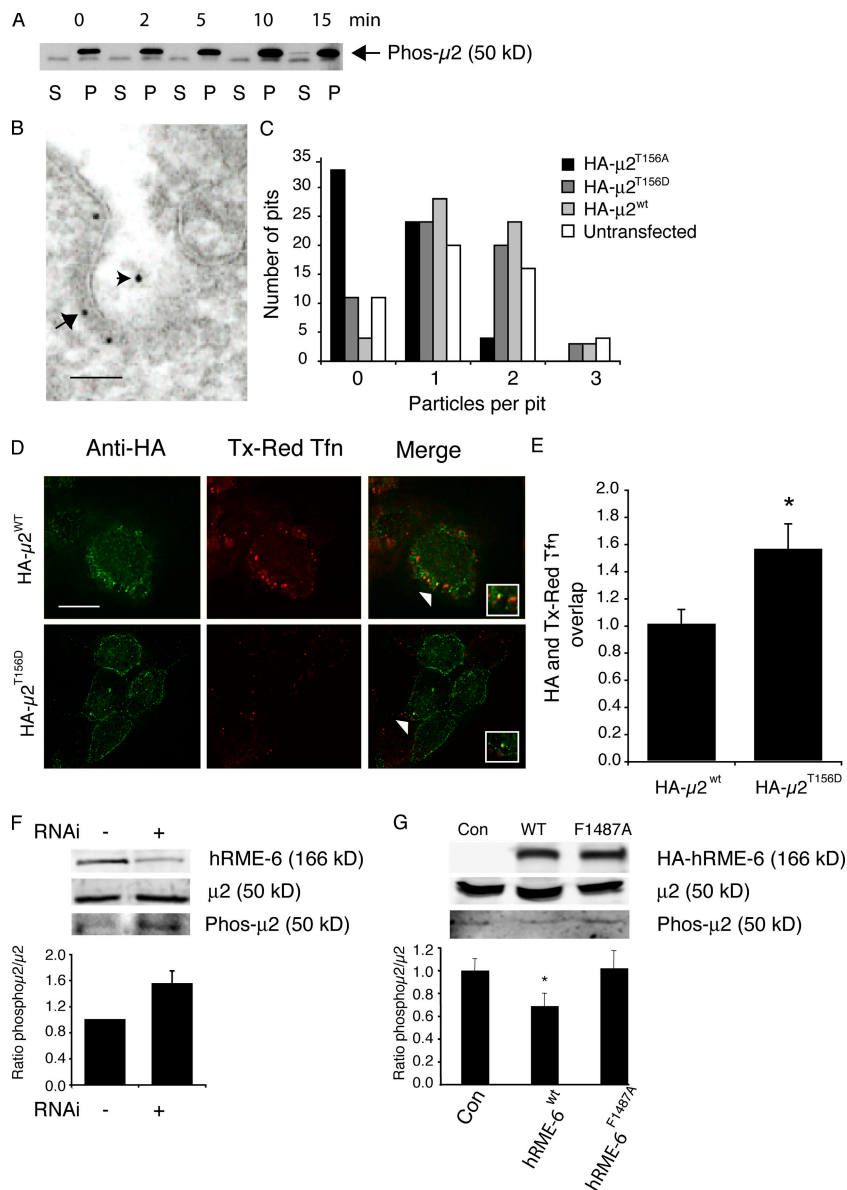 A 0 2 5 10 15 min
Phos-μ2 (50 kD)
S P S P S P S P S P
B
C
35
30
25
20
15
10
5
0
Number of pits
0 1 2 3
Particles per pit
HA-μ2T156A
HA-μ2T156D
HA-μ2wt
Untransfected
D Anti-HA Tx-Red Tfn Merge
HA-μ2WT
HA-μ2T156D
E
2.0
1.8
1.6
1.4
1.2
1.0
0.8
0.6
0.4
0.2
0.0
HA and Tx-Red Tfn
overlap
*
HA-μ2wt HA-μ2T156D
F
RNAi - +
hRME-6 (166 kD)
μ2 (50 kD)
Phos-μ2 (50 kD)
2.0
1.6
1.2
0.8
0.4
0.0
Ratio phosphoμ2/μ2
RNAi - +
G Con WT F1487A
HA-hRME-6 (166 kD)
μ2 (50 kD)
Phos-μ2 (50 kD)
1.2
1.0
0.8
0.6
0.4
0.2
0.0
Ratio phosphoμ2/μ2
*
Con
hRME-6wt
hRME-6F1487A